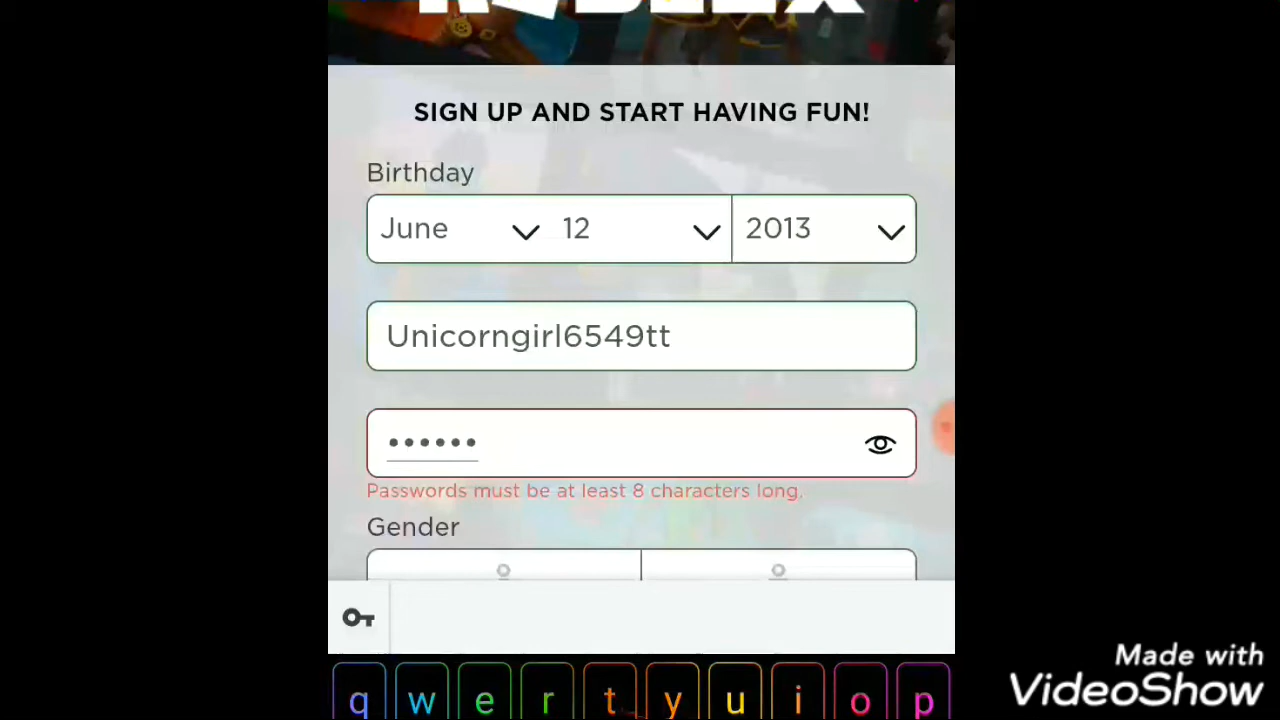 ROBLOX
SIGN UP AND START HAVING FUN!
Birthday
June 12 2013
Unicorngirl6549tt
••••••
Passwords must be at least 8 characters long.
Gender
q w e r t y u i o p
Made with
VideoShow